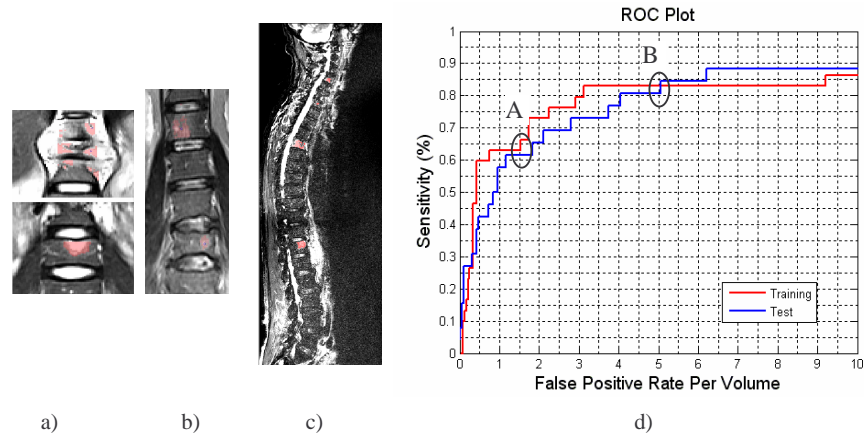 ROC Plot
1
0.9
0.8
0.7
0.6
0.5
0.4
0.3
0.2
0.1
0
Sensitivity (%)
A
B
Training
Test
0 1 2 3 4 5 6 7 8 9 10
False Positive Rate Per Volume
a) b) c) d)